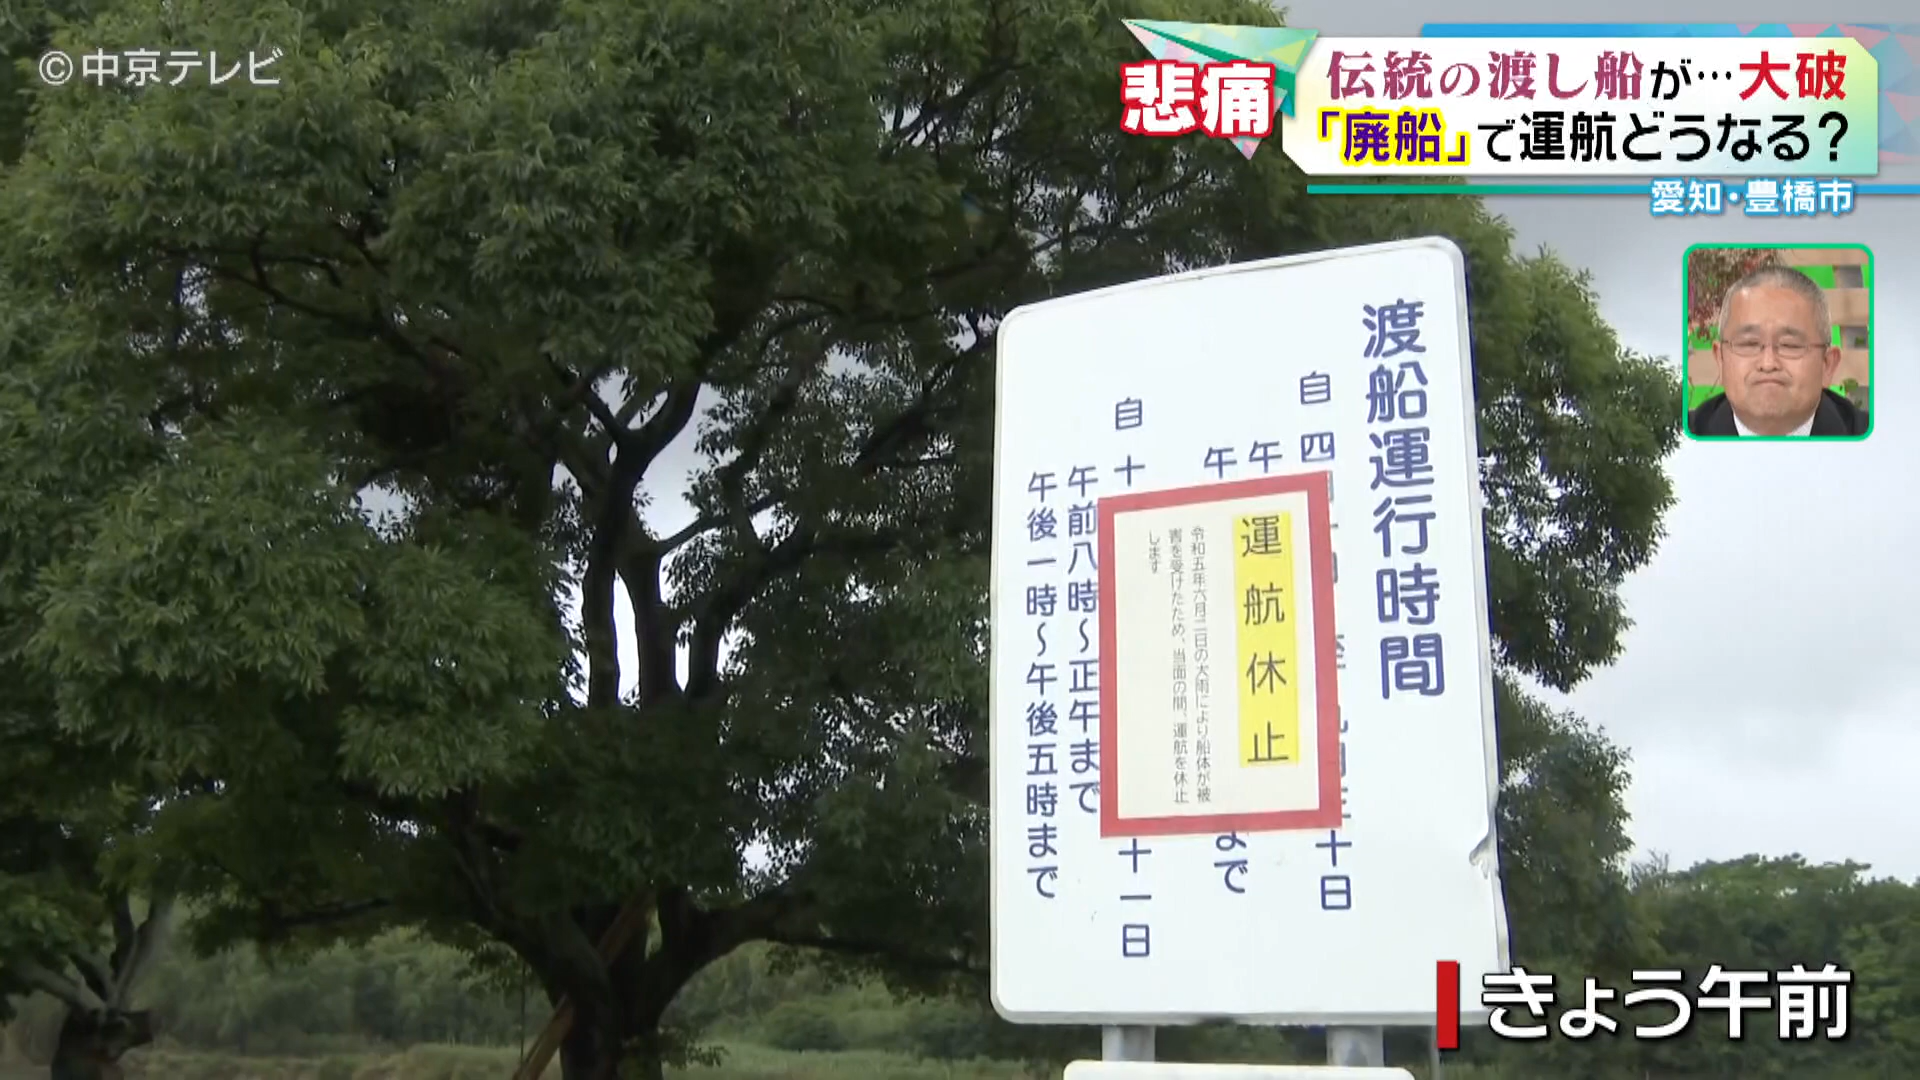 ©中京テレビ
悲痛
伝統の渡し船が…大破
「廃船」で運航どうなる?
愛知・豊橋市
渡船運行時間
自 四
十日
午
午
まで
運航休止
令和五年六月二日の大雨により船体が被
害を受けたため、当面の間、運航を休止
します
自 十
十一日
午前八時〜正午まで
午後一時〜午後五時まで
きょう午前